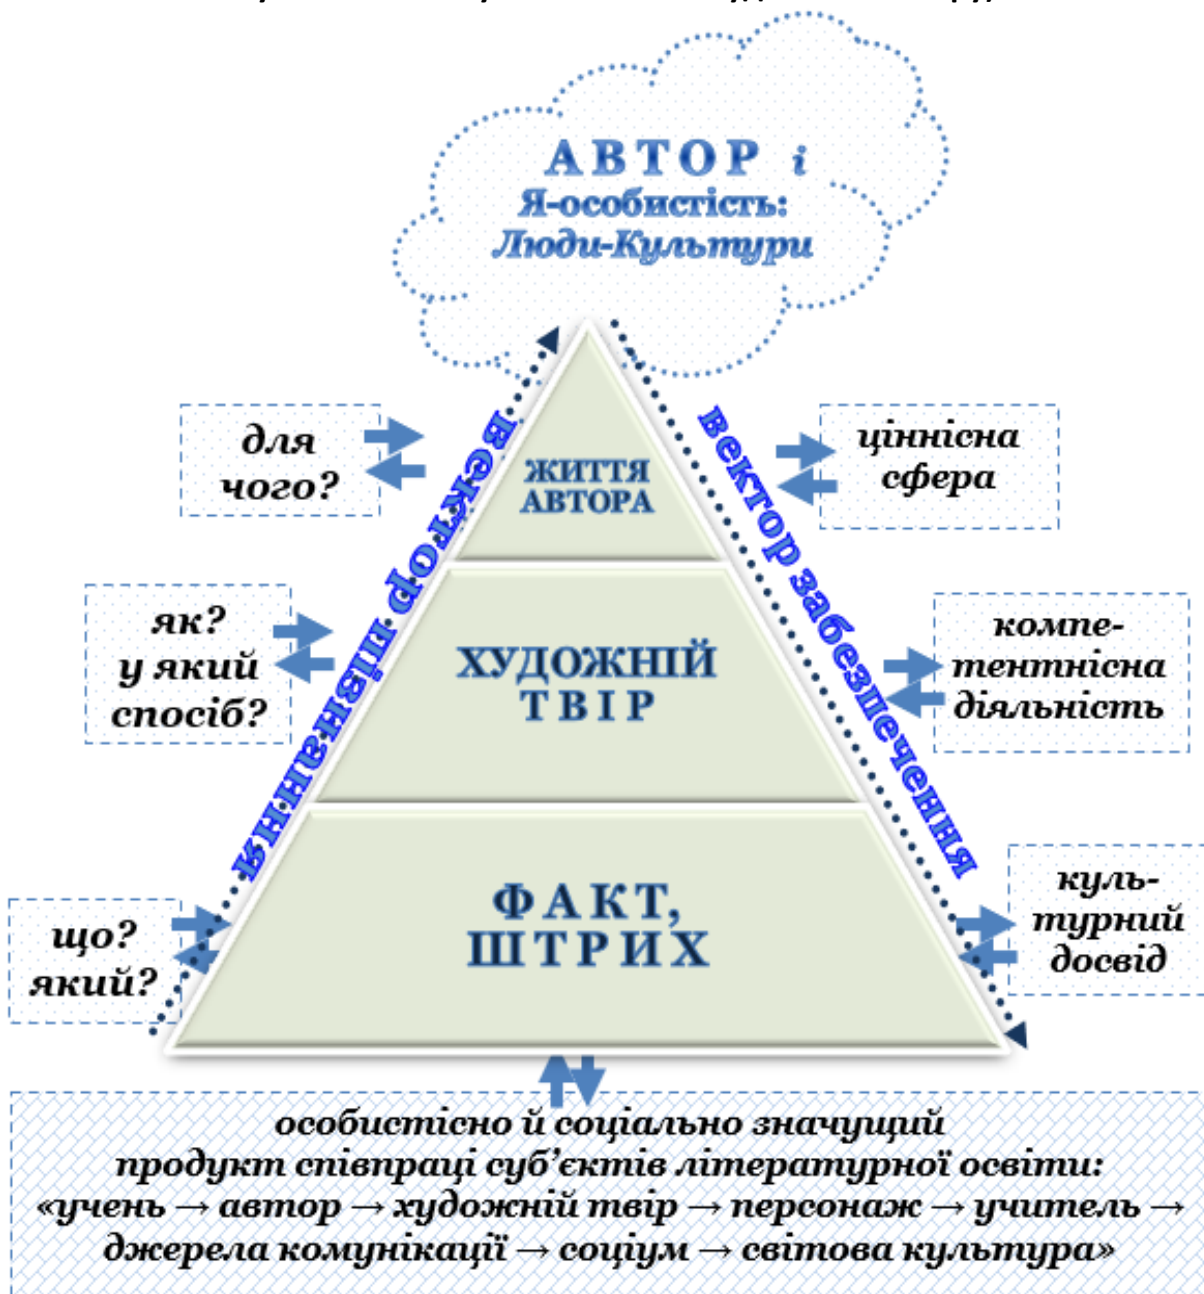 АВТОР і
Я-особистість:
Люди-Культури
для
чого?
вектор пізнання
ЖИТТЯ
АВТОРА
вектор забезпечення
ціннісна
сфера
як?
у який
спосіб?
ХУДОЖНІЙ
ТВІР
компе-
тентнісна
діяльність
що?
який?
ФАКТ,
ШТРИХ
куль-
турний
досвід
особистісно й соціально значущий
продукт співпраці суб’єктів літературної освіти:
«учень → автор → художній твір → персонаж → учитель →
джерела комунікації → соціум → світова культура»